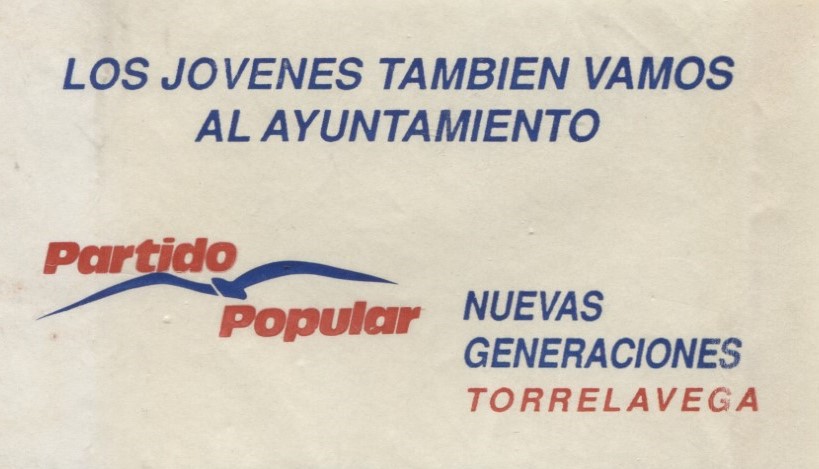 LOS JOVENES TAMBIEN VAMOS
AL AYUNTAMIENTO
Partido
Popular
NUEVAS
GENERACIONES
TORRELAVEGA